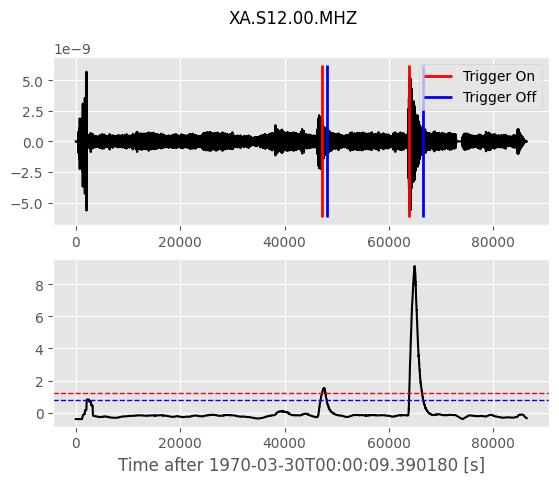 XA.S12.00.MHZ
1e−9
5.0
2.5
0.0
−2.5
−5.0
Trigger On
Trigger Off
0 20000 40000 60000 80000
8
6
4
2
0
0 20000 40000 60000 80000
Time after 1970-03-30T00:00:09.390180 [s]